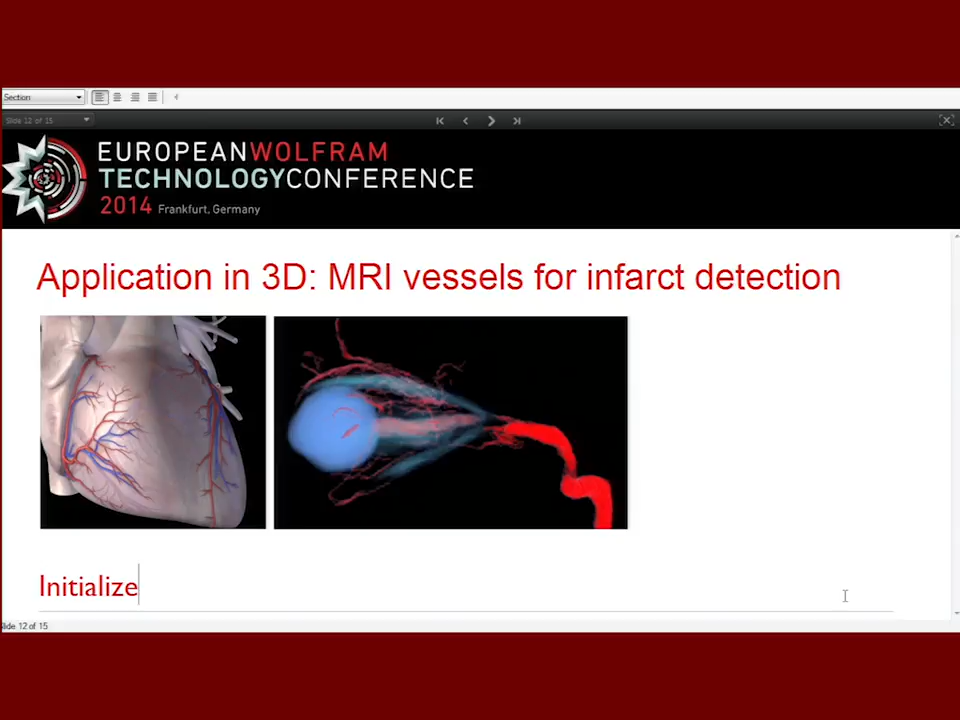 Section
Slide 12 of 15
EUROPEANWOLFRAM
TECHNOLOGYCONFERENCE
2014 Frankfurt, Germany
Application in 3D: MRI vessels for infarct detection
Initialize
Slide 12 of 15